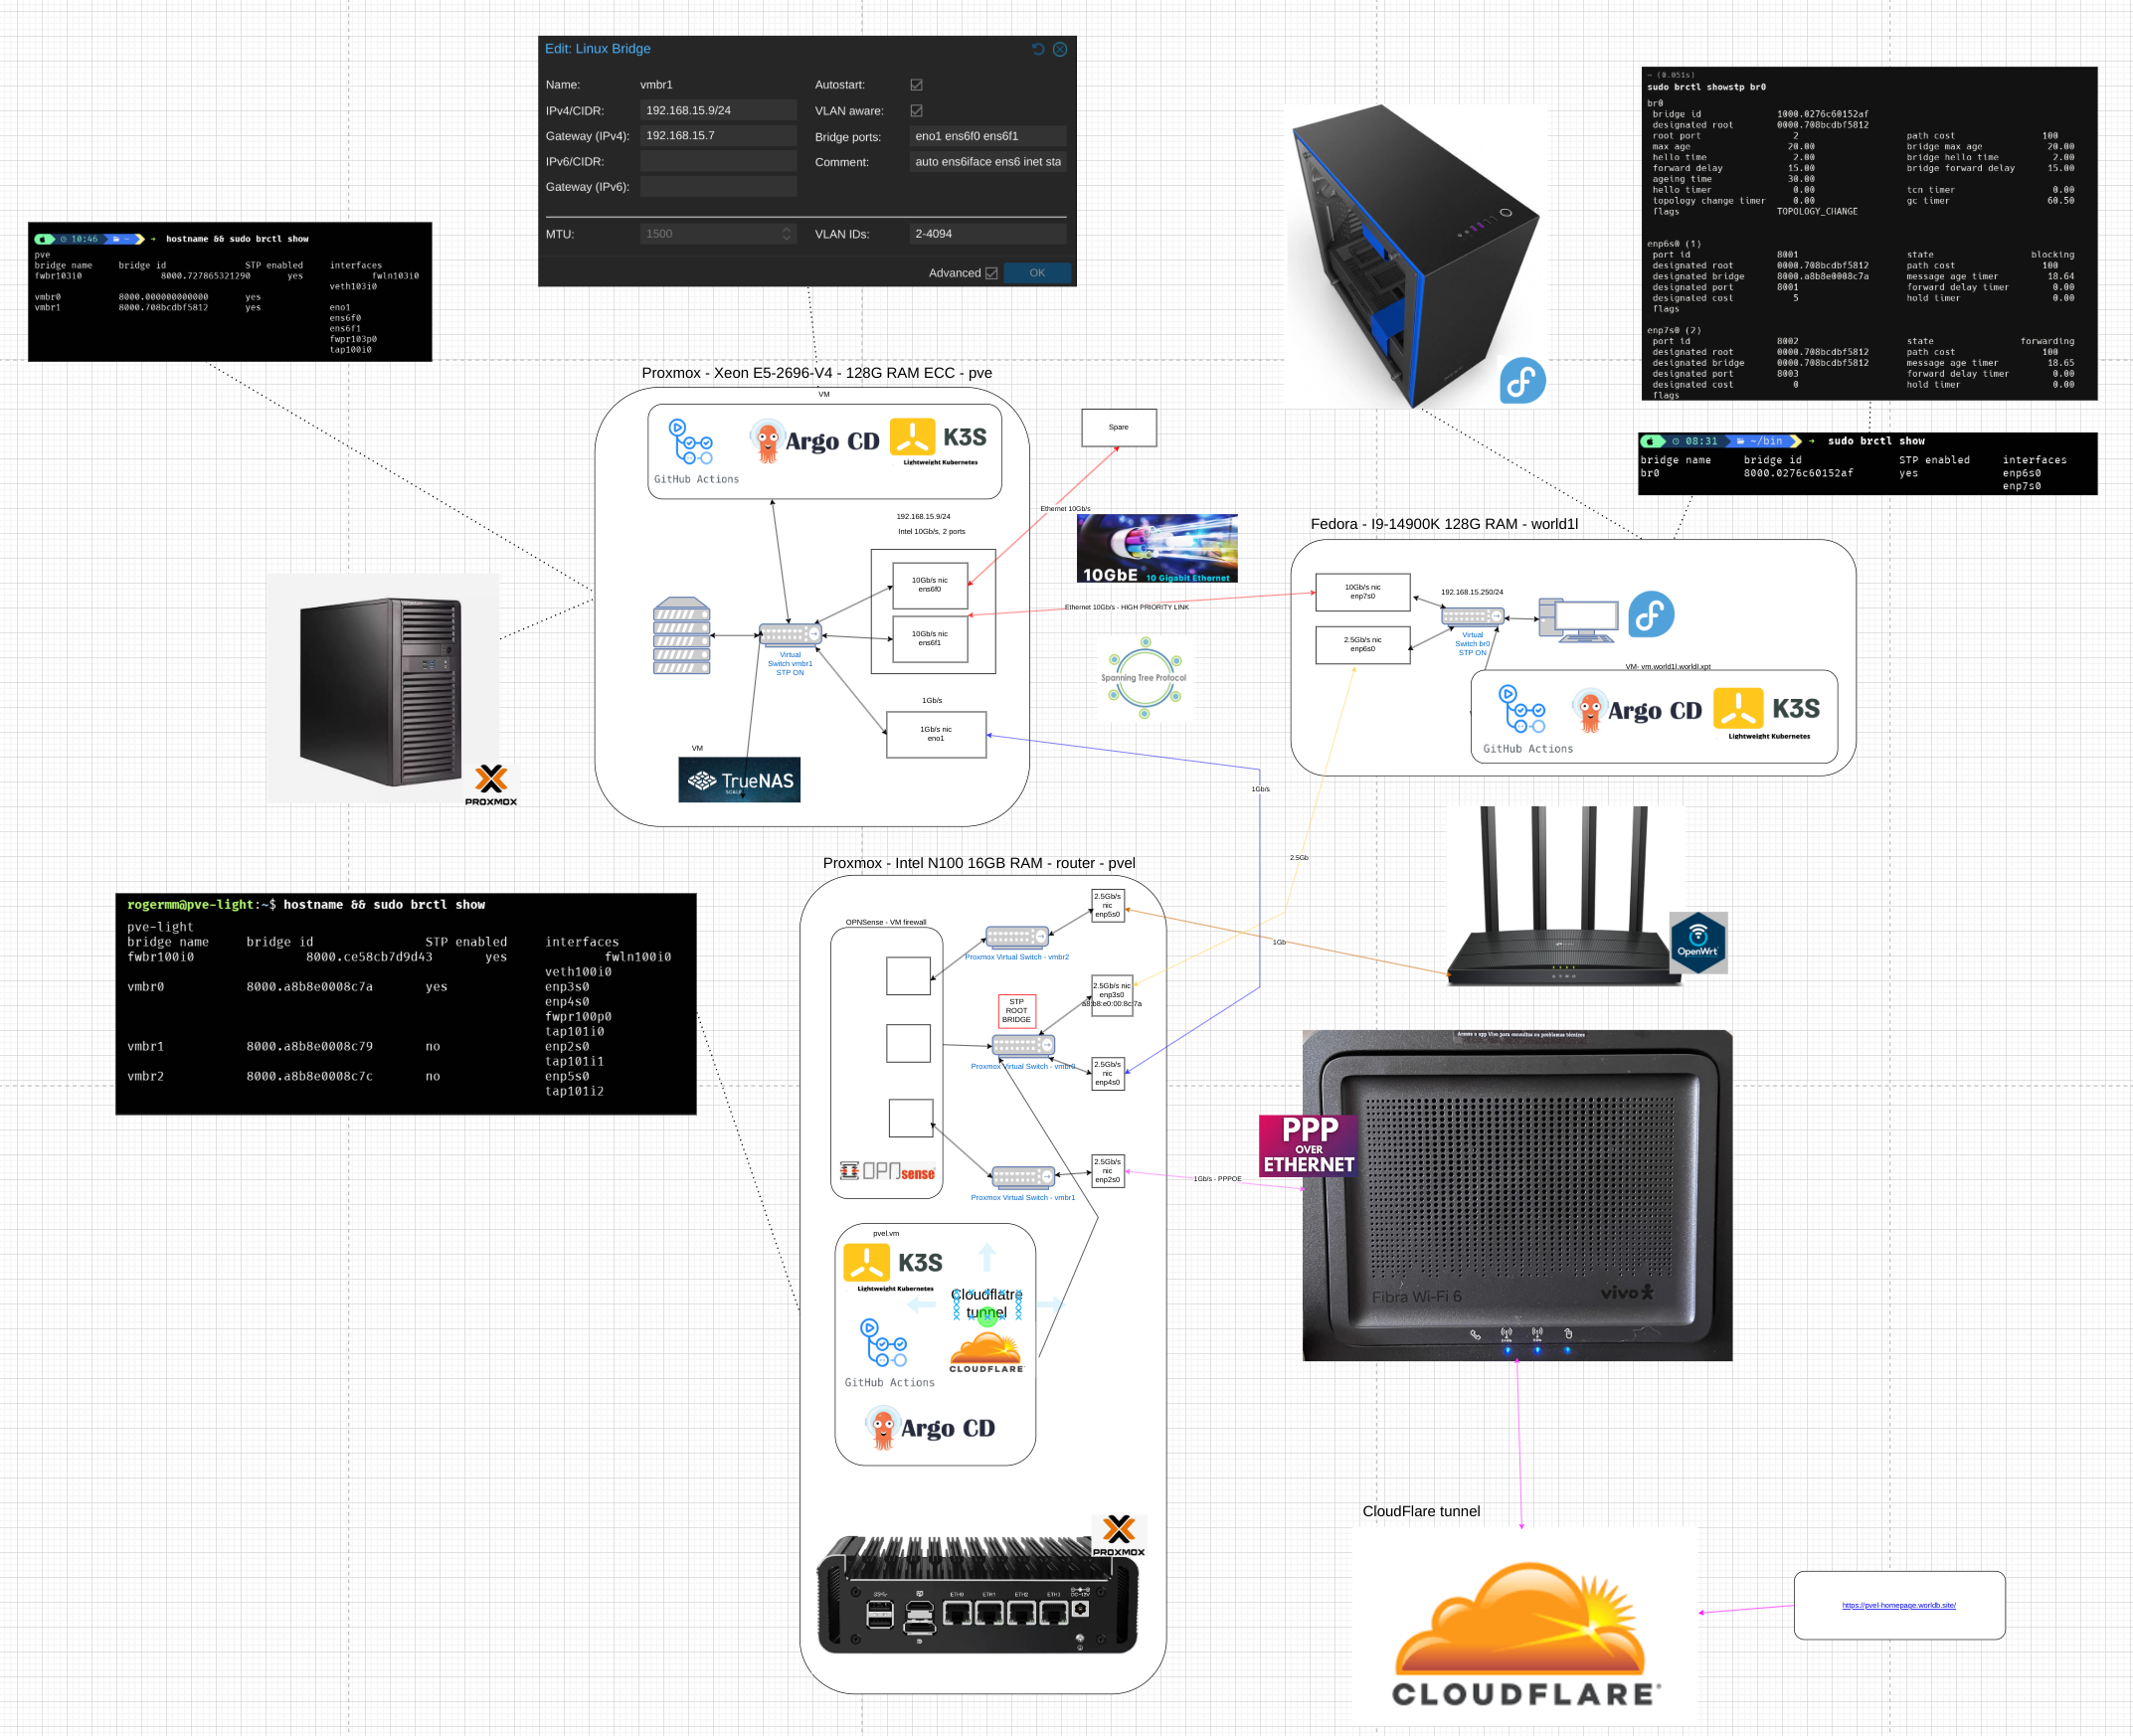 Edit: Linux Bridge
Name: vmbr1 Autostart:
IPv4/CIDR: 192.168.15.9/24 VLAN aware:
Gateway (IPv4): 192.168.15.7 Bridge ports: eno1 ens6f0 ens6f1
IPv6/CIDR: Comment: auto ens6iface ens6 inet sta
Gateway (IPv6):
MTU: 1500 VLAN IDs: 2-4094
Advanced OK
~ (0.051s)
sudo brctl showstp br0
br0
bridge id 1000.0276c60152af
designated root 0000.708bcdbf5812
root port 2 path cost 100
max age 20.00 bridge max age 20.00
hello time 2.00 bridge hello time 2.00
forward delay 15.00 bridge forward delay 15.00
ageing time 30.00
hello timer 0.00 tcn timer 0.00
topology change timer 0.00 gc timer 60.50
flags TOPOLOGY_CHANGE
enp6s0 (1)
port id 8001 state blocking
designated root 0000.708bcdbf5812 path cost 100
designated bridge 8000.a8b8e0008c7a message age timer 18.64
designated port 8001 forward delay timer 0.00
designated cost 5 hold timer 0.00
flags
enp7s0 (2)
port id 8002 state forwarding
designated root 0000.708bcdbf5812 path cost 100
designated bridge 0000.708bcdbf5812 message age timer 18.65
designated port 8003 forward delay timer 0.00
designated cost 0 hold timer 0.00
flags
10:46 ~ hostname && sudo brctl show
pve
bridge name bridge id STP enabled interfaces
fwbr103i0 8000.727865321290 yes fwln103i0
veth103i0
vmbr0 8000.000000000000 yes
vmbr1 8000.708bcdbf5812 yes eno1
ens6f0
ens6f1
fwpr103p0
tap100i0
08:31 ~/bin sudo brctl show
bridge name bridge id STP enabled interfaces
br0 8000.0276c60152af yes enp6s0
enp7s0
Proxmox - Xeon E5-2696-V4 - 128G RAM ECC - pve
VM
GitHub Actions
Argo CD
K3S
Lightweight Kubernetes
192.168.15.9/24
Intel 10Gb/s, 2 ports
10Gb/s nic
ens6f0
10Gb/s nic
ens6f1
Virtual
Switch vmbr1
STP ON
1Gb/s
1Gb/s nic
eno1
VM
TrueNAS
SCALE
PROXMOX
Spare
Ethernet 10Gb/s
10GbE 10 Gigabit Ethernet
Ethernet 10Gb/s - HIGH PRIORITY LINK
Spanning Tree Protocol
Fedora - I9-14900K 128G RAM - world1l
10Gb/s nic
enp7s0
2.5Gb/s nic
enp6s0
192.168.15.250/24
Virtual
Switch br0
STP ON
VM- vm.world1l.worldl.xpt
GitHub Actions
Argo CD
K3S
Lightweight Kubernetes
1Gb/s
2.5Gb
1Gb
OpenWrt
Proxmox - Intel N100 16GB RAM - router - pvel
rogermm@pve-light:~$ hostname && sudo brctl show
pve-light
bridge name bridge id STP enabled interfaces
fwbr100i0 8000.ce58cb7d9d43 yes fwln100i0
veth100i0
vmbr0 8000.a8b8e0008c7a yes enp3s0
enp4s0
fwpr100p0
tap101i0
vmbr1 8000.a8b8e0008c79 no enp2s0
tap101i1
vmbr2 8000.a8b8e0008c7c no enp5s0
tap101i2
OPNSense - VM firewall
2.5Gb/s
nic
enp5s0
Proxmox Virtual Switch - vmbr2
2.5Gb/s nic
enp3s0
a8:b8:e0:00:8c:7a
STP
ROOT
BRIDGE
Proxmox Virtual Switch - vmbr0
2.5Gb/s
nic
enp4s0
OPNsense
2.5Gb/s
nic
enp2s0
Proxmox Virtual Switch - vmbr1
1Gb/s - PPPOE
PPP
OVER
ETHERNET
Acesse o app Vivo para consultas ou problemas técnicos
Fibra Wi-Fi 6
vivo
pvel.vm
K3S
Lightweight Kubernetes
Cloudflatre
tunnel
GitHub Actions
CLOUDFLARE
Argo CD
PROXMOX
ETH0 ETH1 ETH2 ETH3 DC-12V
CloudFlare tunnel
CLOUDFLARE
https://pvel-homepage.worldb.site/